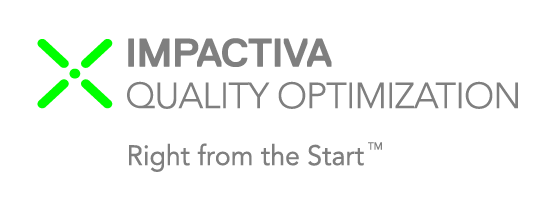 IMPACTIVA
QUALITY OPTIMIZATION
Right from the Start™